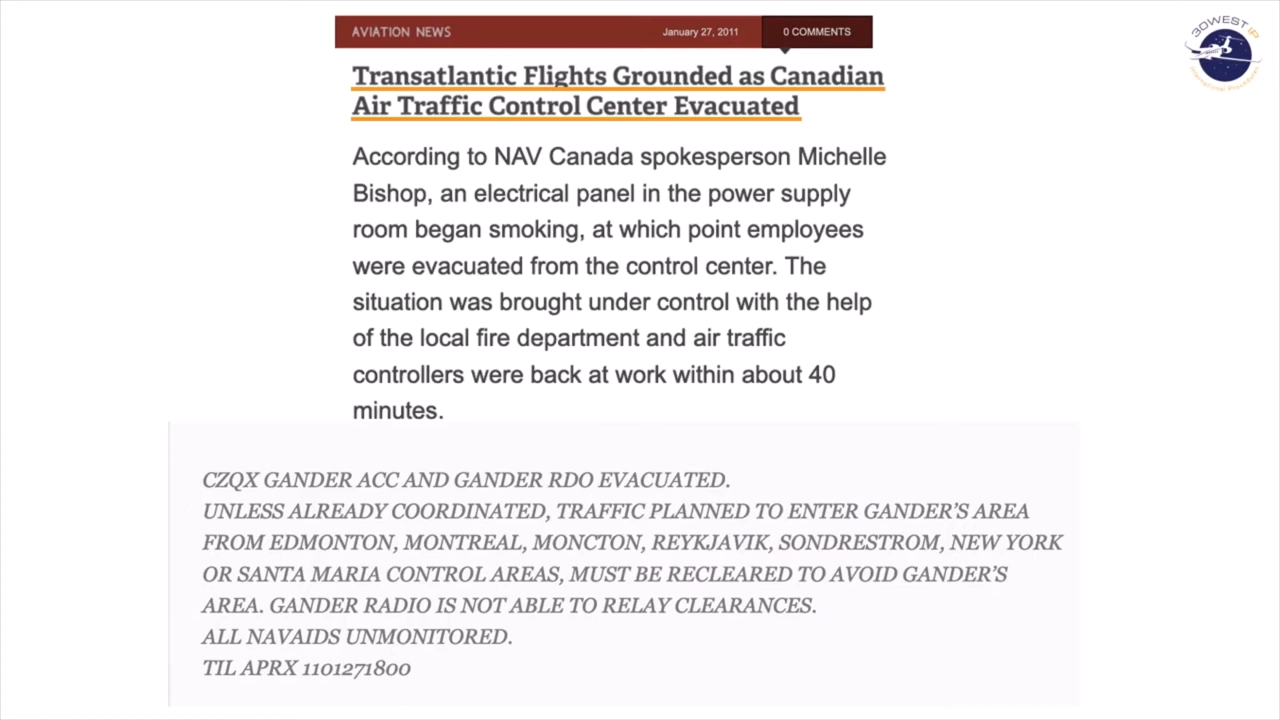 AVIATION NEWS January 27, 2011 0 COMMENTS
30WEST IP
International Procedures
Transatlantic Flights Grounded as Canadian
Air Traffic Control Center Evacuated
According to NAV Canada spokesperson Michelle
Bishop, an electrical panel in the power supply
room began smoking, at which point employees
were evacuated from the control center. The
situation was brought under control with the help
of the local fire department and air traffic
controllers were back at work within about 40
minutes.
CZQX GANDER ACC AND GANDER RDO EVACUATED.
UNLESS ALREADY COORDINATED, TRAFFIC PLANNED TO ENTER GANDER’S AREA
FROM EDMONTON, MONTREAL, MONCTON, REYKJAVIK, SONDRESTROM, NEW YORK
OR SANTA MARIA CONTROL AREAS, MUST BE RECLEARED TO AVOID GANDER’S
AREA. GANDER RADIO IS NOT ABLE TO RELAY CLEARANCES.
ALL NAVAIDS UNMONITORED.
TIL APRX 1101271800